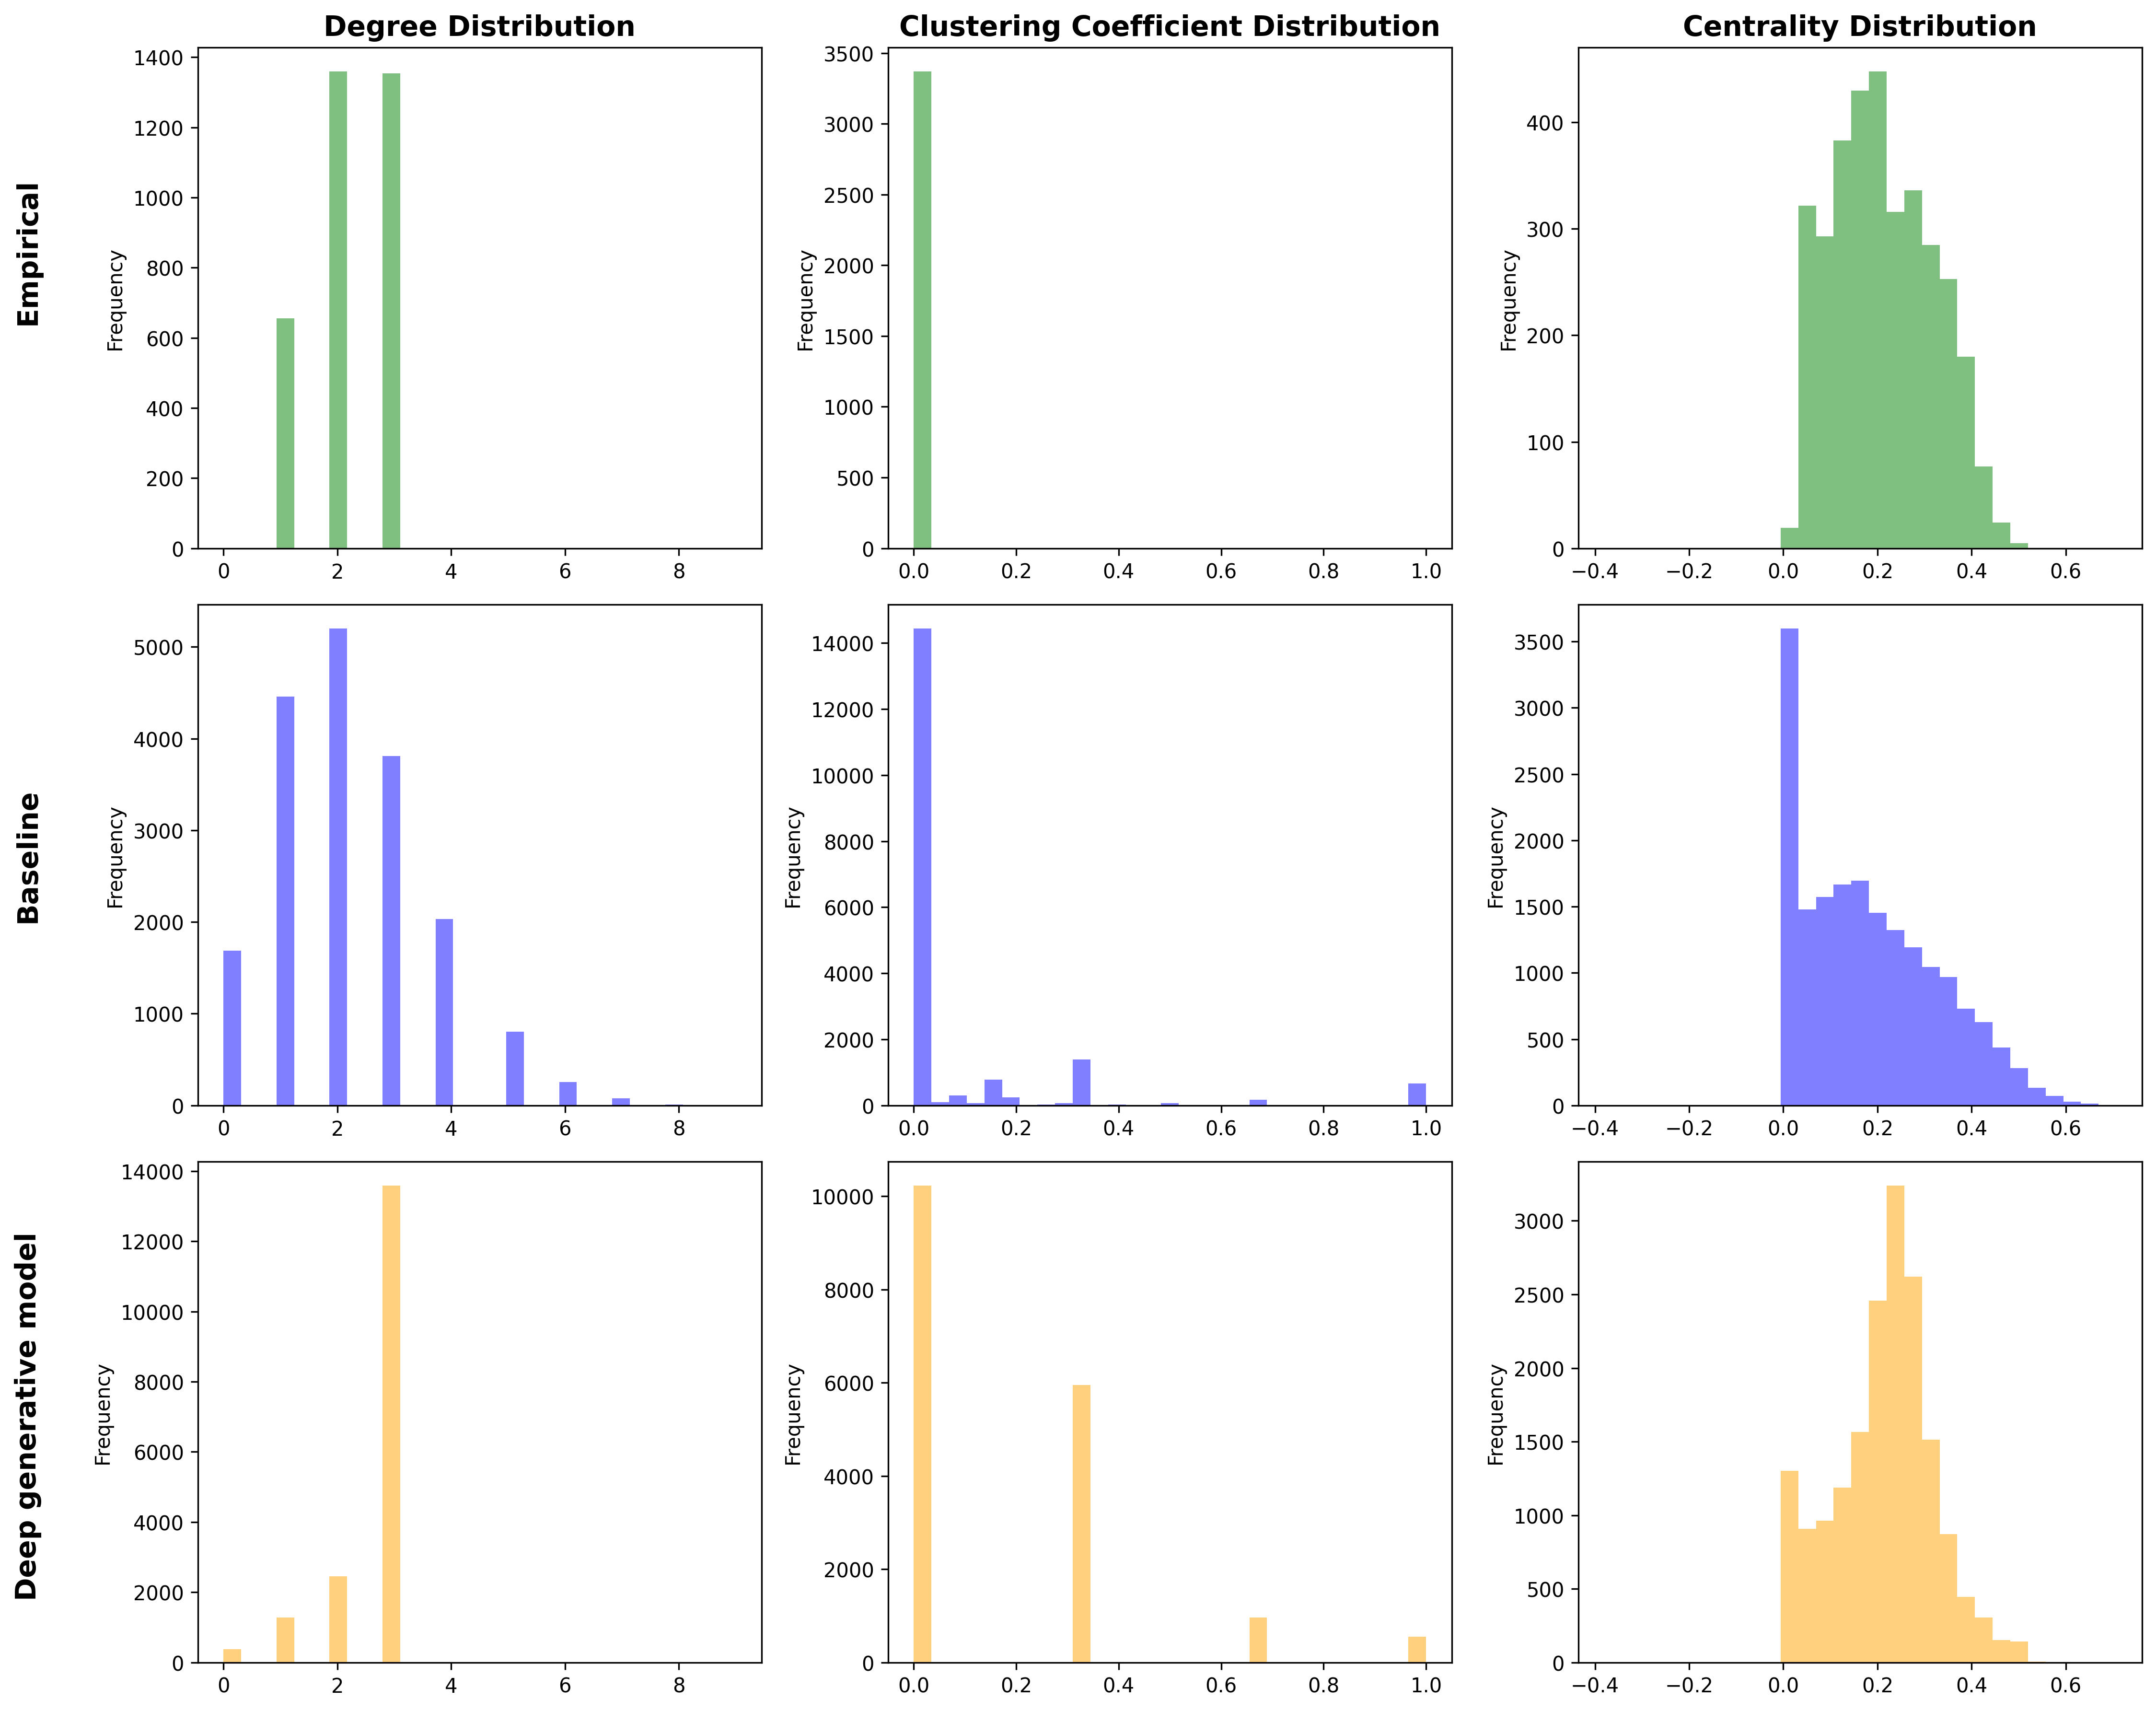 Degree Distribution
Clustering Coefficient Distribution
Centrality Distribution
Empirical
Frequency
1400
1200
1000
800
600
400
200
0
0 2 4 6 8
Frequency
3500
3000
2500
2000
1500
1000
500
0
0.0 0.2 0.4 0.6 0.8 1.0
Frequency
400
300
200
100
0
−0.4 −0.2 0.0 0.2 0.4 0.6
Baseline
Frequency
5000
4000
3000
2000
1000
0
0 2 4 6 8
Frequency
14000
12000
10000
8000
6000
4000
2000
0
0.0 0.2 0.4 0.6 0.8 1.0
Frequency
3500
3000
2500
2000
1500
1000
500
0
−0.4 −0.2 0.0 0.2 0.4 0.6
Deep generative model
Frequency
14000
12000
10000
8000
6000
4000
2000
0
0 2 4 6 8
Frequency
10000
8000
6000
4000
2000
0
0.0 0.2 0.4 0.6 0.8 1.0
Frequency
3000
2500
2000
1500
1000
500
0
−0.4 −0.2 0.0 0.2 0.4 0.6